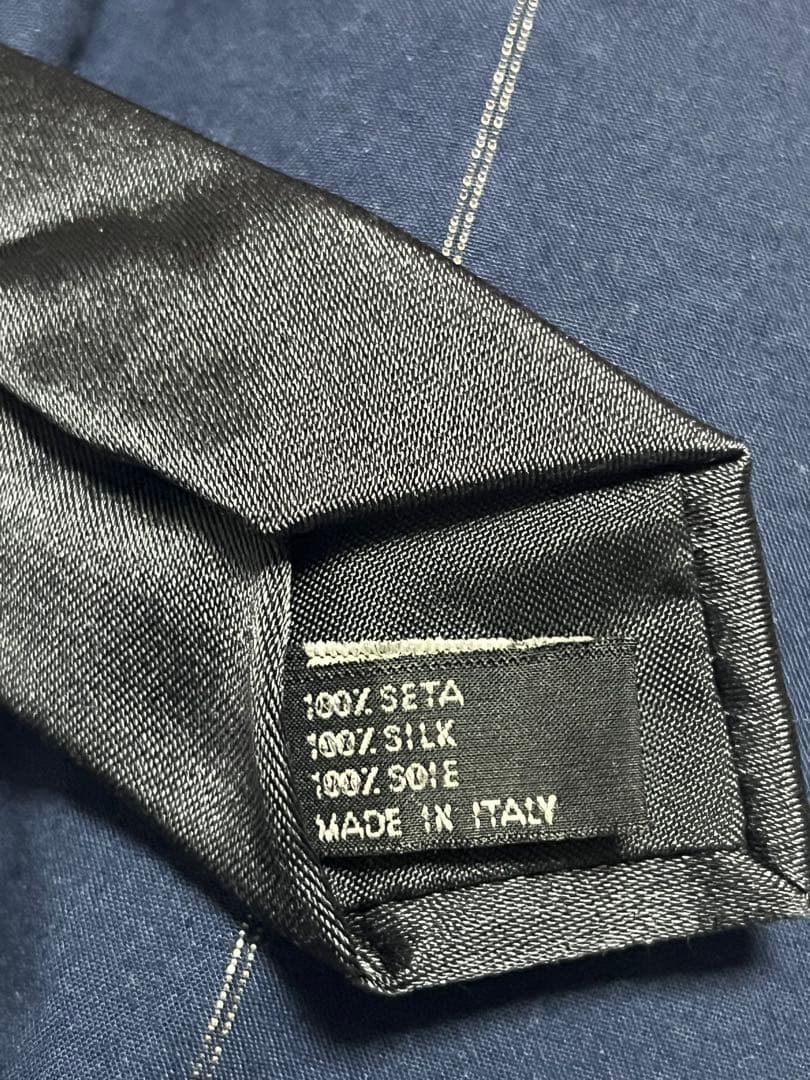 100% SETA
100% SILK
100% SOIE
MADE IN ITALY